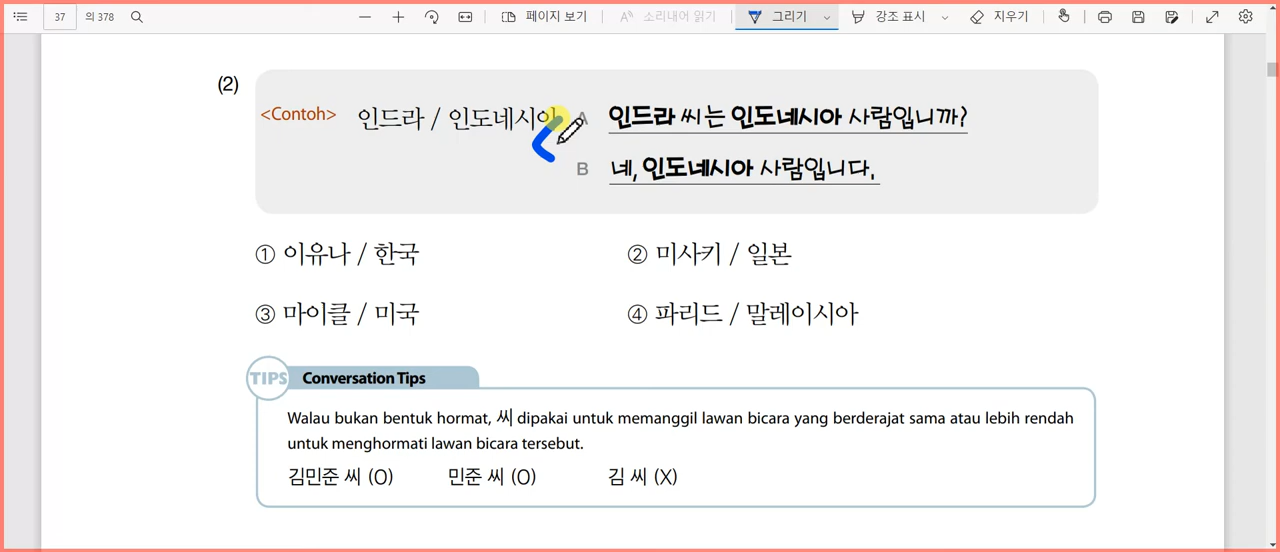 37 의 378 페이지 보기 소리내어 읽기 그리기 강조 표시 지우기
(2)
<Contoh> 인드라 / 인도네시아 A 인드라 씨는 인도네시아 사람입니까?
B 네, 인도네시아 사람입니다.
① 이유나 / 한국 ② 미사키 / 일본
③ 마이클 / 미국 ④ 파리드 / 말레이시아
TIPS Conversation Tips
Walau bukan bentuk hormat, 씨 dipakai untuk memanggil lawan bicara yang berderajat sama atau lebih rendah
untuk menghormati lawan bicara tersebut.
김민준 씨 (O) 민준 씨 (O) 김 씨 (X)